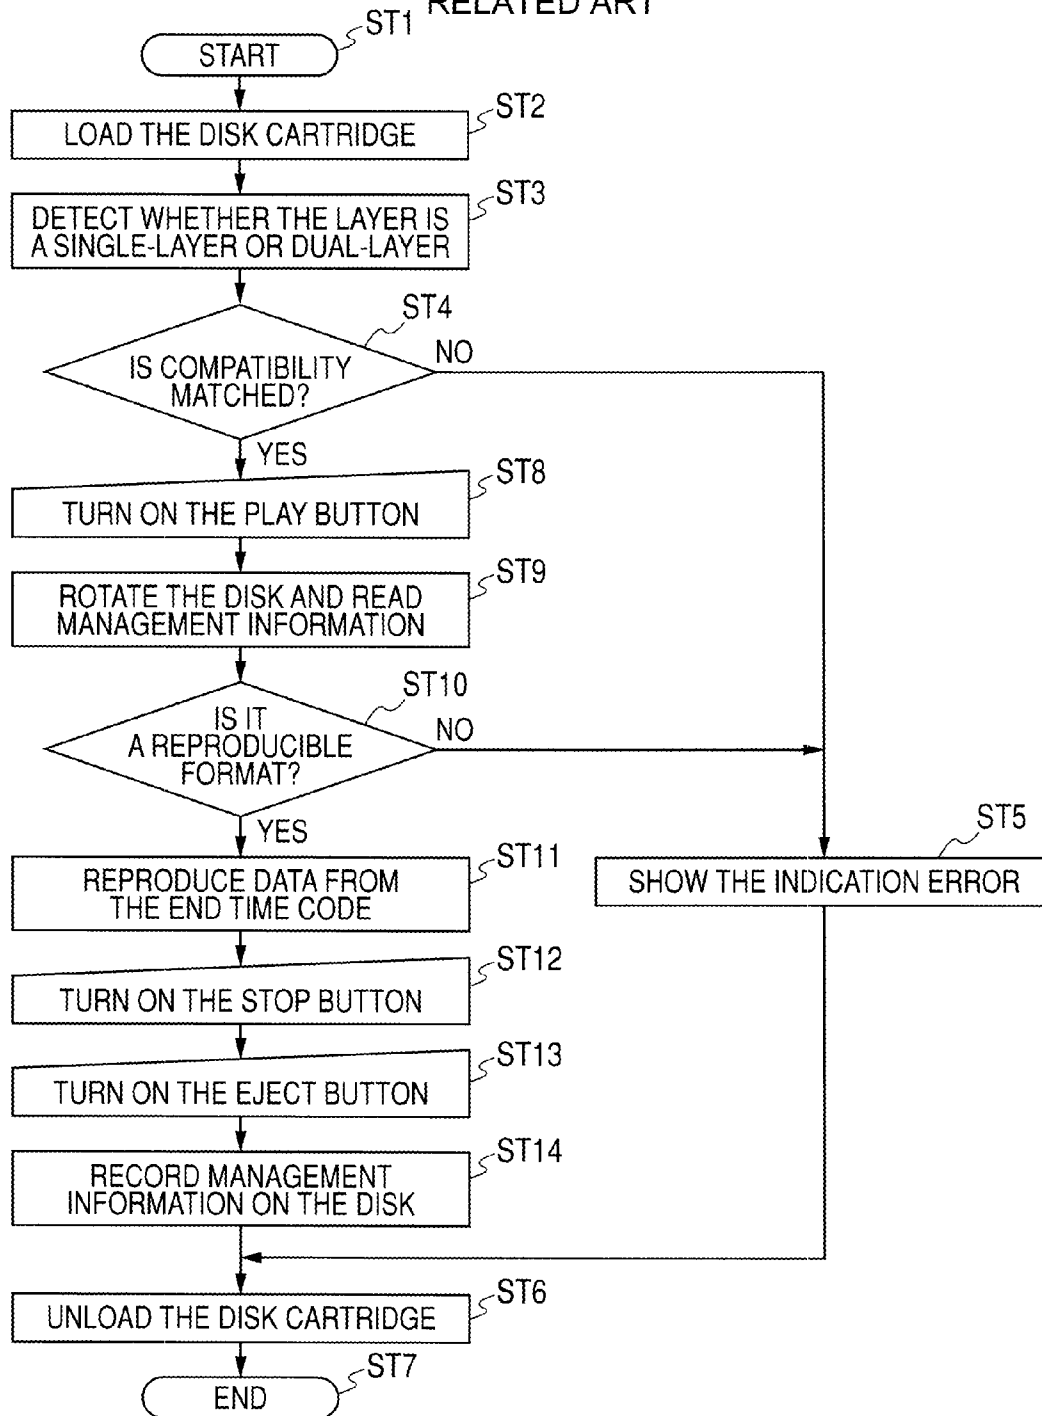 RELATED ART
ST1
START
ST2
LOAD THE DISK CARTRIDGE
ST3
DETECT WHETHER THE LAYER IS
A SINGLE-LAYER OR DUAL-LAYER
ST4
IS COMPATIBILITY
MATCHED?
NO
YES
ST8
TURN ON THE PLAY BUTTON
ST9
ROTATE THE DISK AND READ
MANAGEMENT INFORMATION
ST10
IS IT
A REPRODUCIBLE
FORMAT?
NO
YES
ST11
REPRODUCE DATA FROM
THE END TIME CODE
ST5
SHOW THE INDICATION ERROR
ST12
TURN ON THE STOP BUTTON
ST13
TURN ON THE EJECT BUTTON
ST14
RECORD MANAGEMENT
INFORMATION ON THE DISK
ST6
UNLOAD THE DISK CARTRIDGE
ST7
END